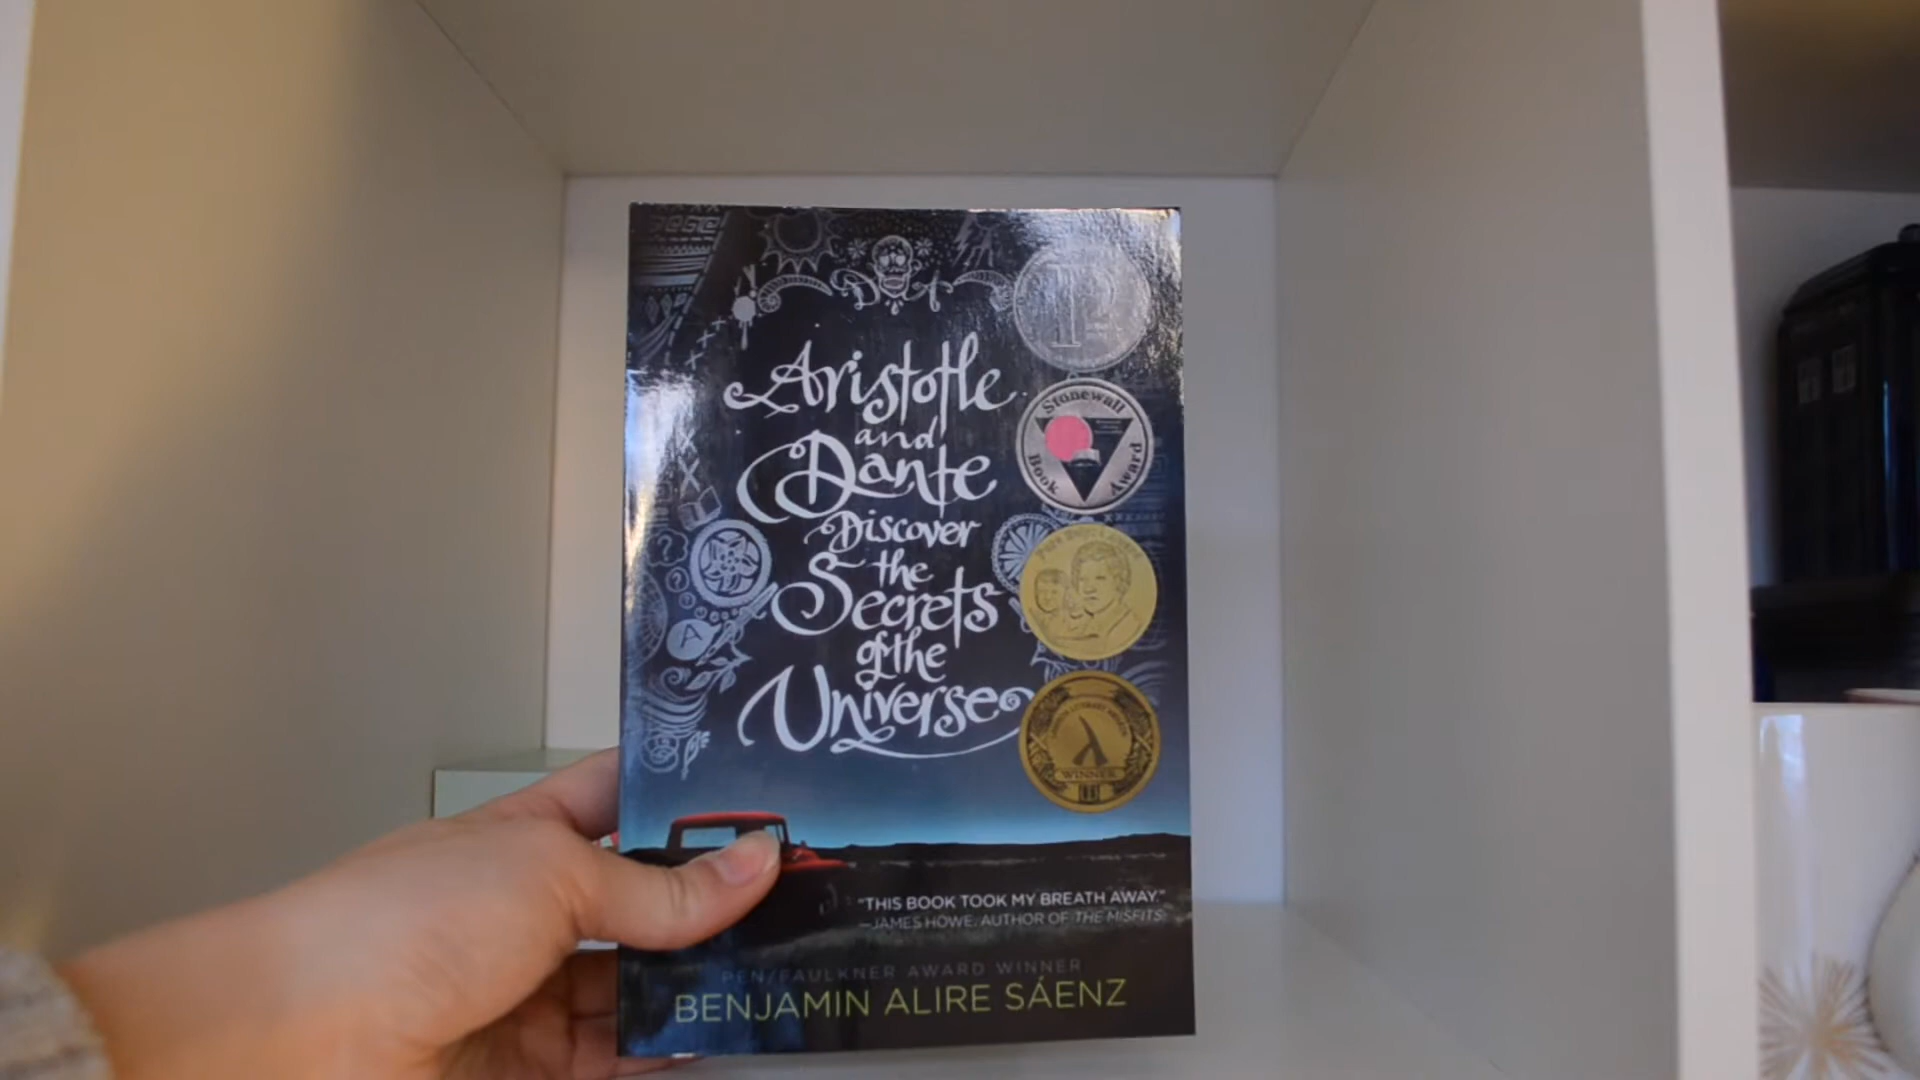 Aristotle
and
Dante
Discover
the
Secrets
of the
Universe
Stonewall
Book Award
WINNER
"THIS BOOK TOOK MY BREATH AWAY."
—JAMES HOWE, AUTHOR OF THE MISFITS
PEN/FAULKNER AWARD WINNER
BENJAMIN ALIRE SÁENZ